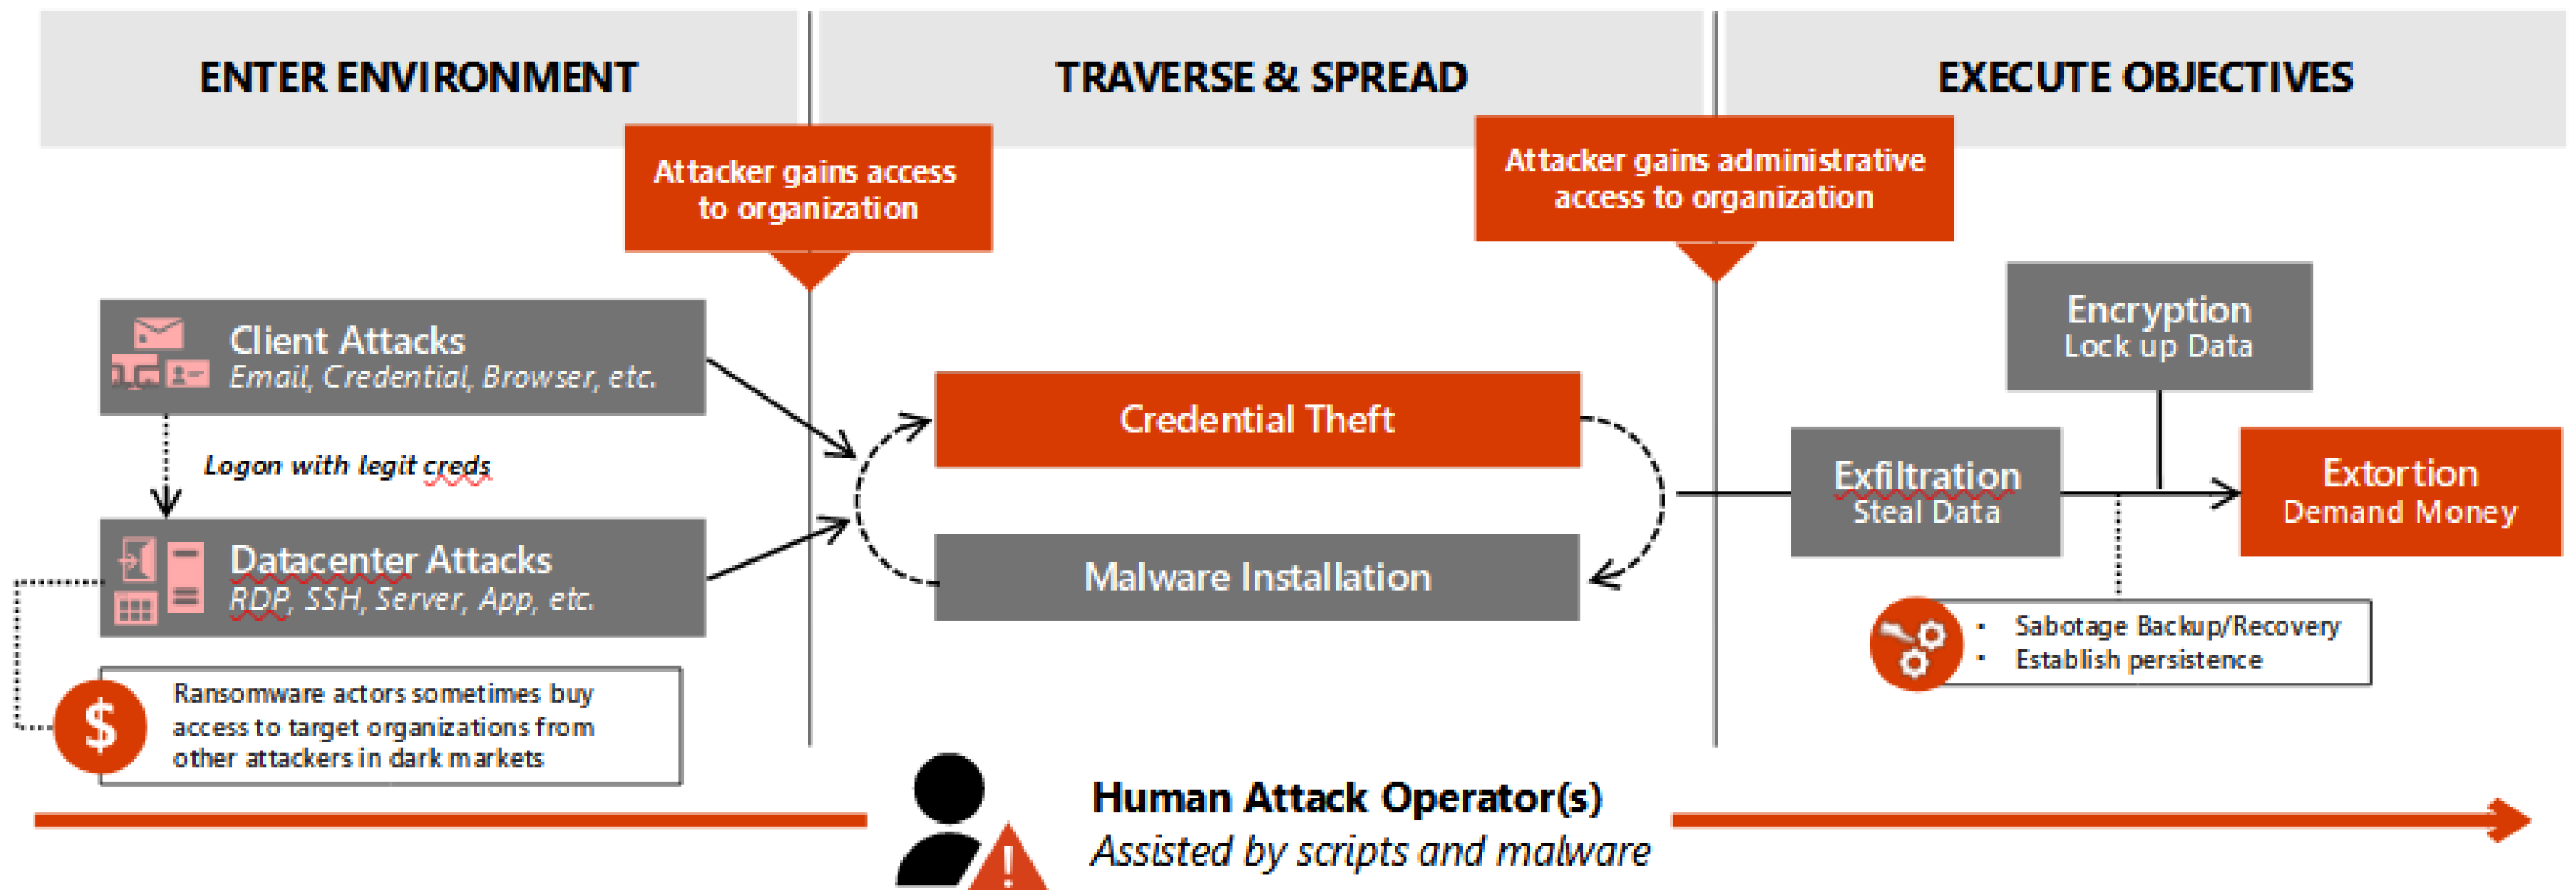 ENTER ENVIRONMENT
TRAVERSE & SPREAD
EXECUTE OBJECTIVES
Attacker gains access
to organization
Attacker gains administrative
access to organization
Client Attacks
Email, Credential, Browser, etc.
Logon with legit creds
Datacenter Attacks
RDP, SSH, Server, App, etc.
$
Ransomware actors sometimes buy
access to target organizations from
other attackers in dark markets
Credential Theft
Malware Installation
Encryption
Lock up Data
Exfiltration
Steal Data
Extortion
Demand Money
• Sabotage Backup/Recovery
• Establish persistence
!
Human Attack Operator(s)
Assisted by scripts and malware